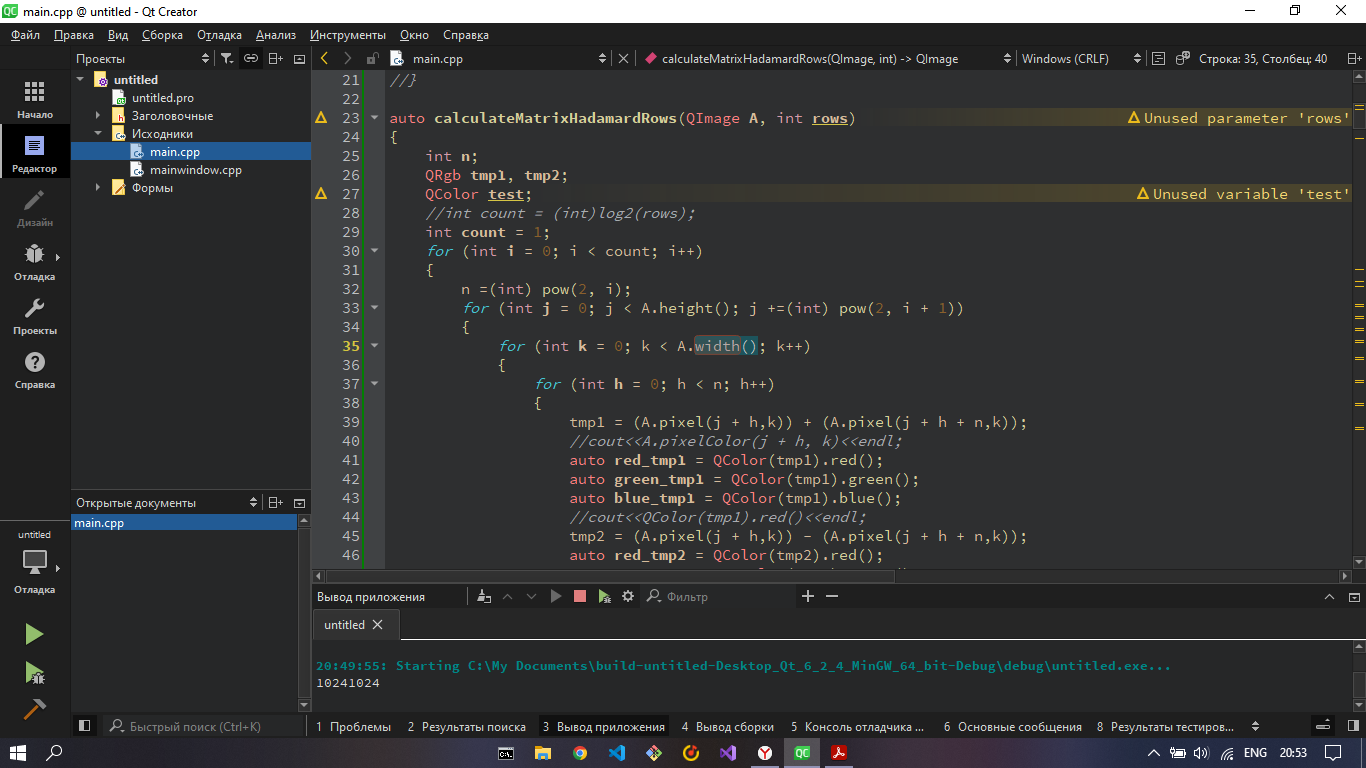 main.cpp @ untitled - Qt Creator
Файл Правка Вид Сборка Отладка Анализ Инструменты Окно Справка
Проекты
main.cpp
calculateMatrixHadamardRows(QImage, int) -> QImage
Windows (CRLF)
Строка: 35, Столбец: 40
Начало
Редактор
Дизайн
Отладка
Проекты
Справка
untitled
Отладка
untitled
untitled.pro
Заголовочные
Исходники
main.cpp
mainwindow.cpp
Формы
Открытые документы
main.cpp
21 //}
22
23 auto calculateMatrixHadamardRows(QImage A, int rows) Unused parameter 'rows'
24 {
25 int n;
26 QRgb tmp1, tmp2;
27 QColor test; Unused variable 'test'
28 //int count = (int)log2(rows);
29 int count = 1;
30 for (int i = 0; i < count; i++)
31 {
32 n =(int) pow(2, i);
33 for (int j = 0; j < A.height(); j +=(int) pow(2, i + 1))
34 {
35 for (int k = 0; k < A.width(); k++)
36 {
37 for (int h = 0; h < n; h++)
38 {
39 tmp1 = (A.pixel(j + h,k)) + (A.pixel(j + h + n,k));
40 //cout<<A.pixelColor(j + h, k)<<endl;
41 auto red_tmp1 = QColor(tmp1).red();
42 auto green_tmp1 = QColor(tmp1).green();
43 auto blue_tmp1 = QColor(tmp1).blue();
44 //cout<<QColor(tmp1).red()<<endl;
45 tmp2 = (A.pixel(j + h,k)) - (A.pixel(j + h + n,k));
46 auto red_tmp2 = QColor(tmp2).red();
Вывод приложения
Фильтр
untitled
20:49:55: Starting C:\My Documents\build-untitled-Desktop_Qt_6_2_4_MinGW_64_bit-Debug\debug\untitled.exe...
10241024
Быстрый поиск (Ctrl+K)
1 Проблемы 2 Результаты поиска 3 Вывод приложения 4 Вывод сборки 5 Консоль отладчика ... 6 Основные сообщения 8 Результаты тестиров...
ENG 20:53